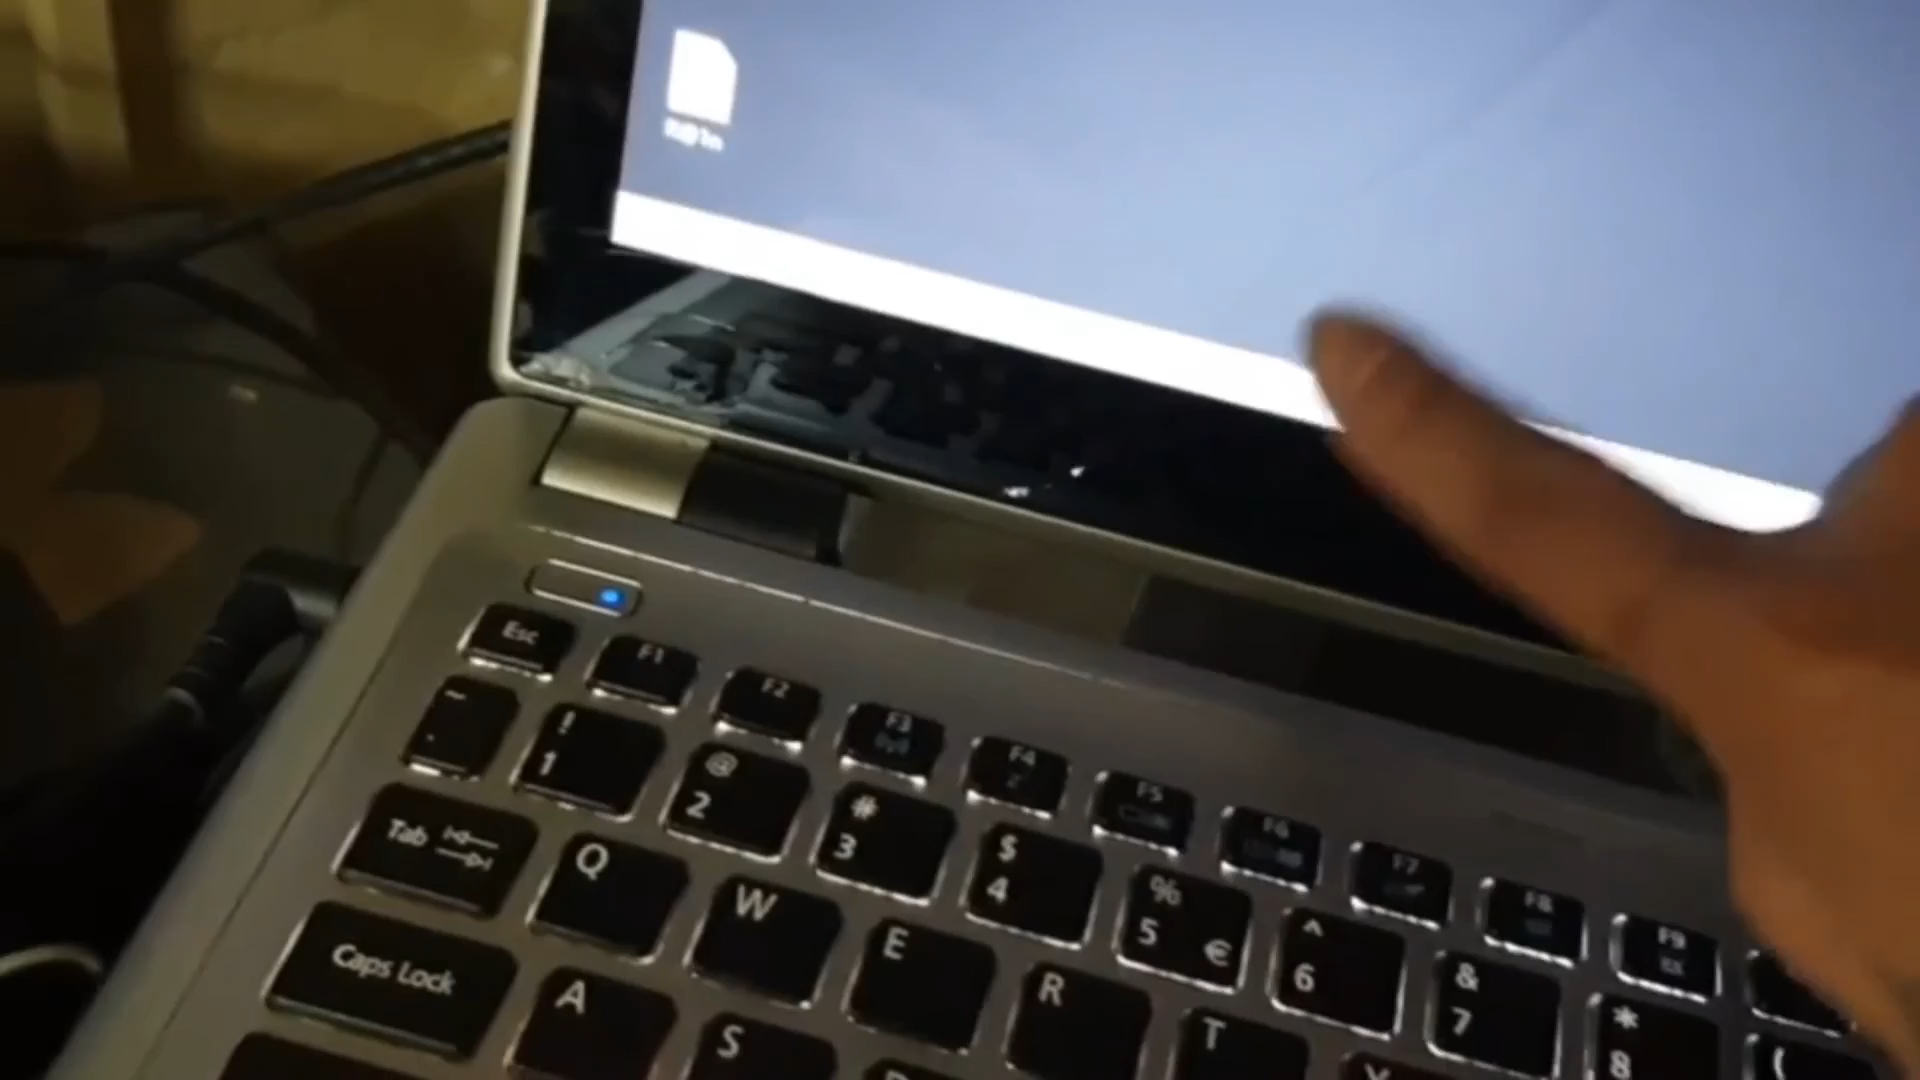 Esc F1 F2 F3 F4 F5 F6 F7 F8 F9
~ ! @ # $ % ^ & * (
1 2 3 4 5 € 6 7 8
Tab Q W E R T
Caps Lock A S